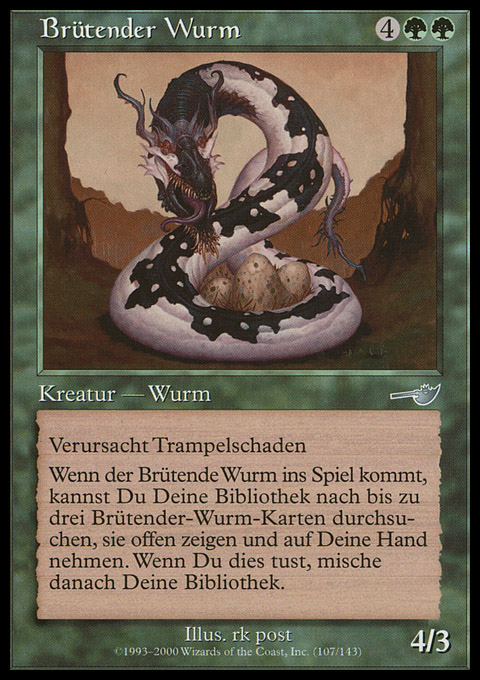 Brütender Wurm
4
Kreatur — Wurm
Verursacht Trampelschaden
Wenn der Brütende Wurm ins Spiel kommt,
kannst Du Deine Bibliothek nach bis zu
drei Brütender-Wurm-Karten durchsu-
chen, sie offen zeigen und auf Deine Hand
nehmen. Wenn Du dies tust, mische
danach Deine Bibliothek.
Illus. rk post
©1993–2000 Wizards of the Coast, Inc. (107/143)
4/3